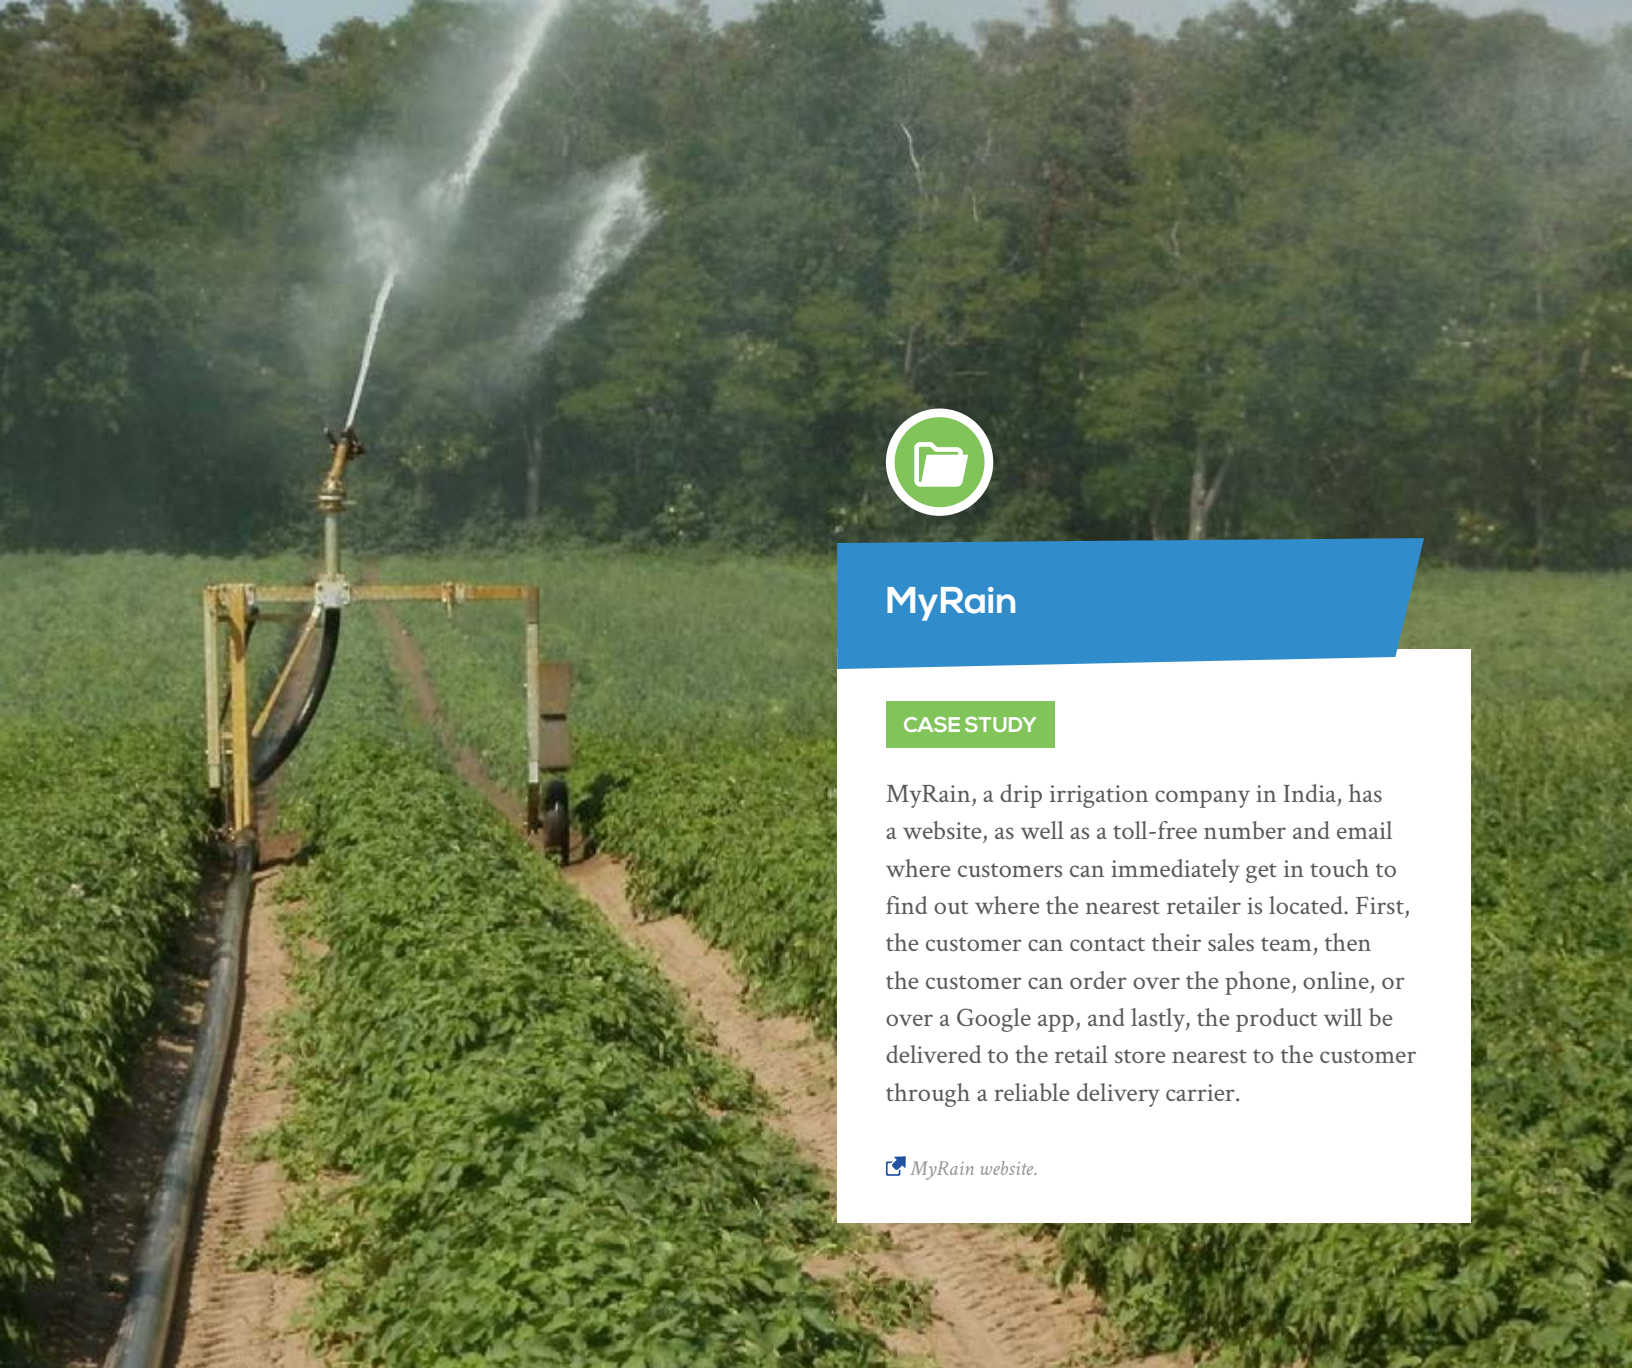 MyRain
CASE STUDY
MyRain, a drip irrigation company in India, has
a website, as well as a toll-free number and email
where customers can immediately get in touch to
find out where the nearest retailer is located. First,
the customer can contact their sales team, then
the customer can order over the phone, online, or
over a Google app, and lastly, the product will be
delivered to the retail store nearest to the customer
through a reliable delivery carrier.
MyRain website.